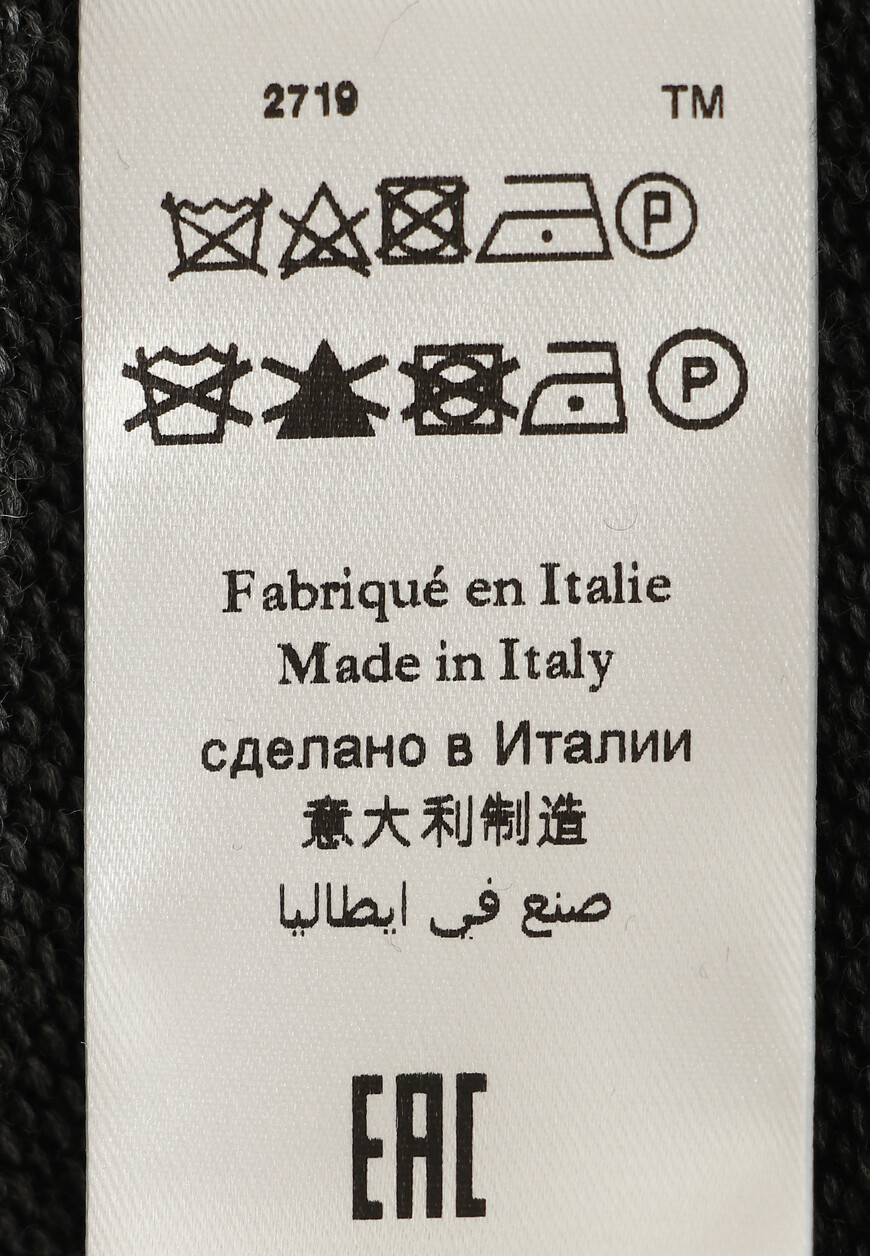 2719 TM
P
P
Fabriqué en Italie
Made in Italy
сделано в Италии
意大利制造
صنع في ايطاليا
EAC